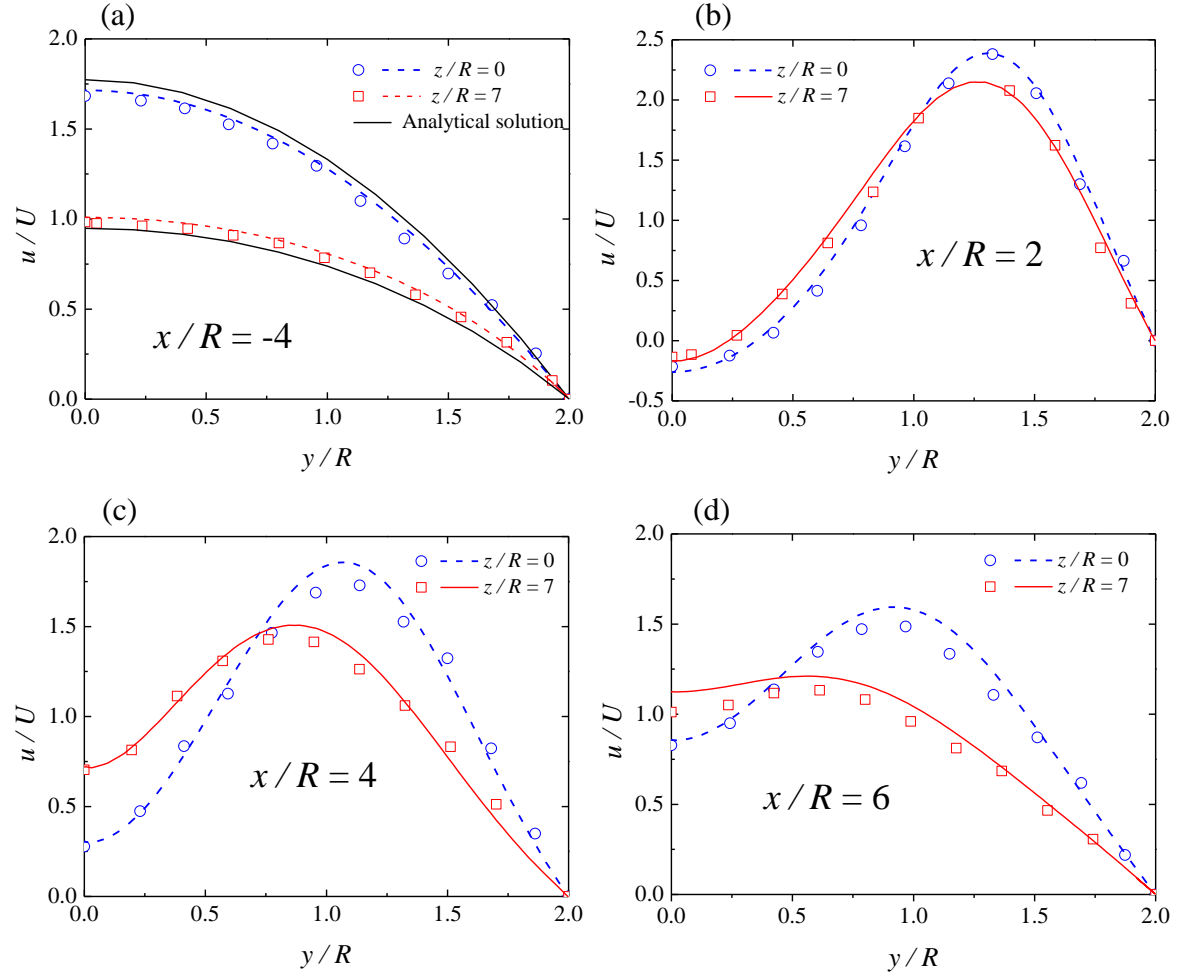 (a)
2.0
1.5
1.0
0.5
0.0
u / U
z / R = 0
z / R = 7
Analytical solution
x / R = -4
0.0 0.5 1.0 1.5 2.0
y / R
(b)
2.5
2.0
1.5
1.0
0.5
0.0
-0.5
u / U
z / R = 0
z / R = 7
x / R = 2
0.0 0.5 1.0 1.5 2.0
y / R
(c)
2.0
1.5
1.0
0.5
0.0
u / U
z / R = 0
z / R = 7
x / R = 4
0.0 0.5 1.0 1.5 2.0
y / R
(d)
2.0
1.5
1.0
0.5
0.0
u / U
z / R = 0
z / R = 7
x / R = 6
0.0 0.5 1.0 1.5 2.0
y / R